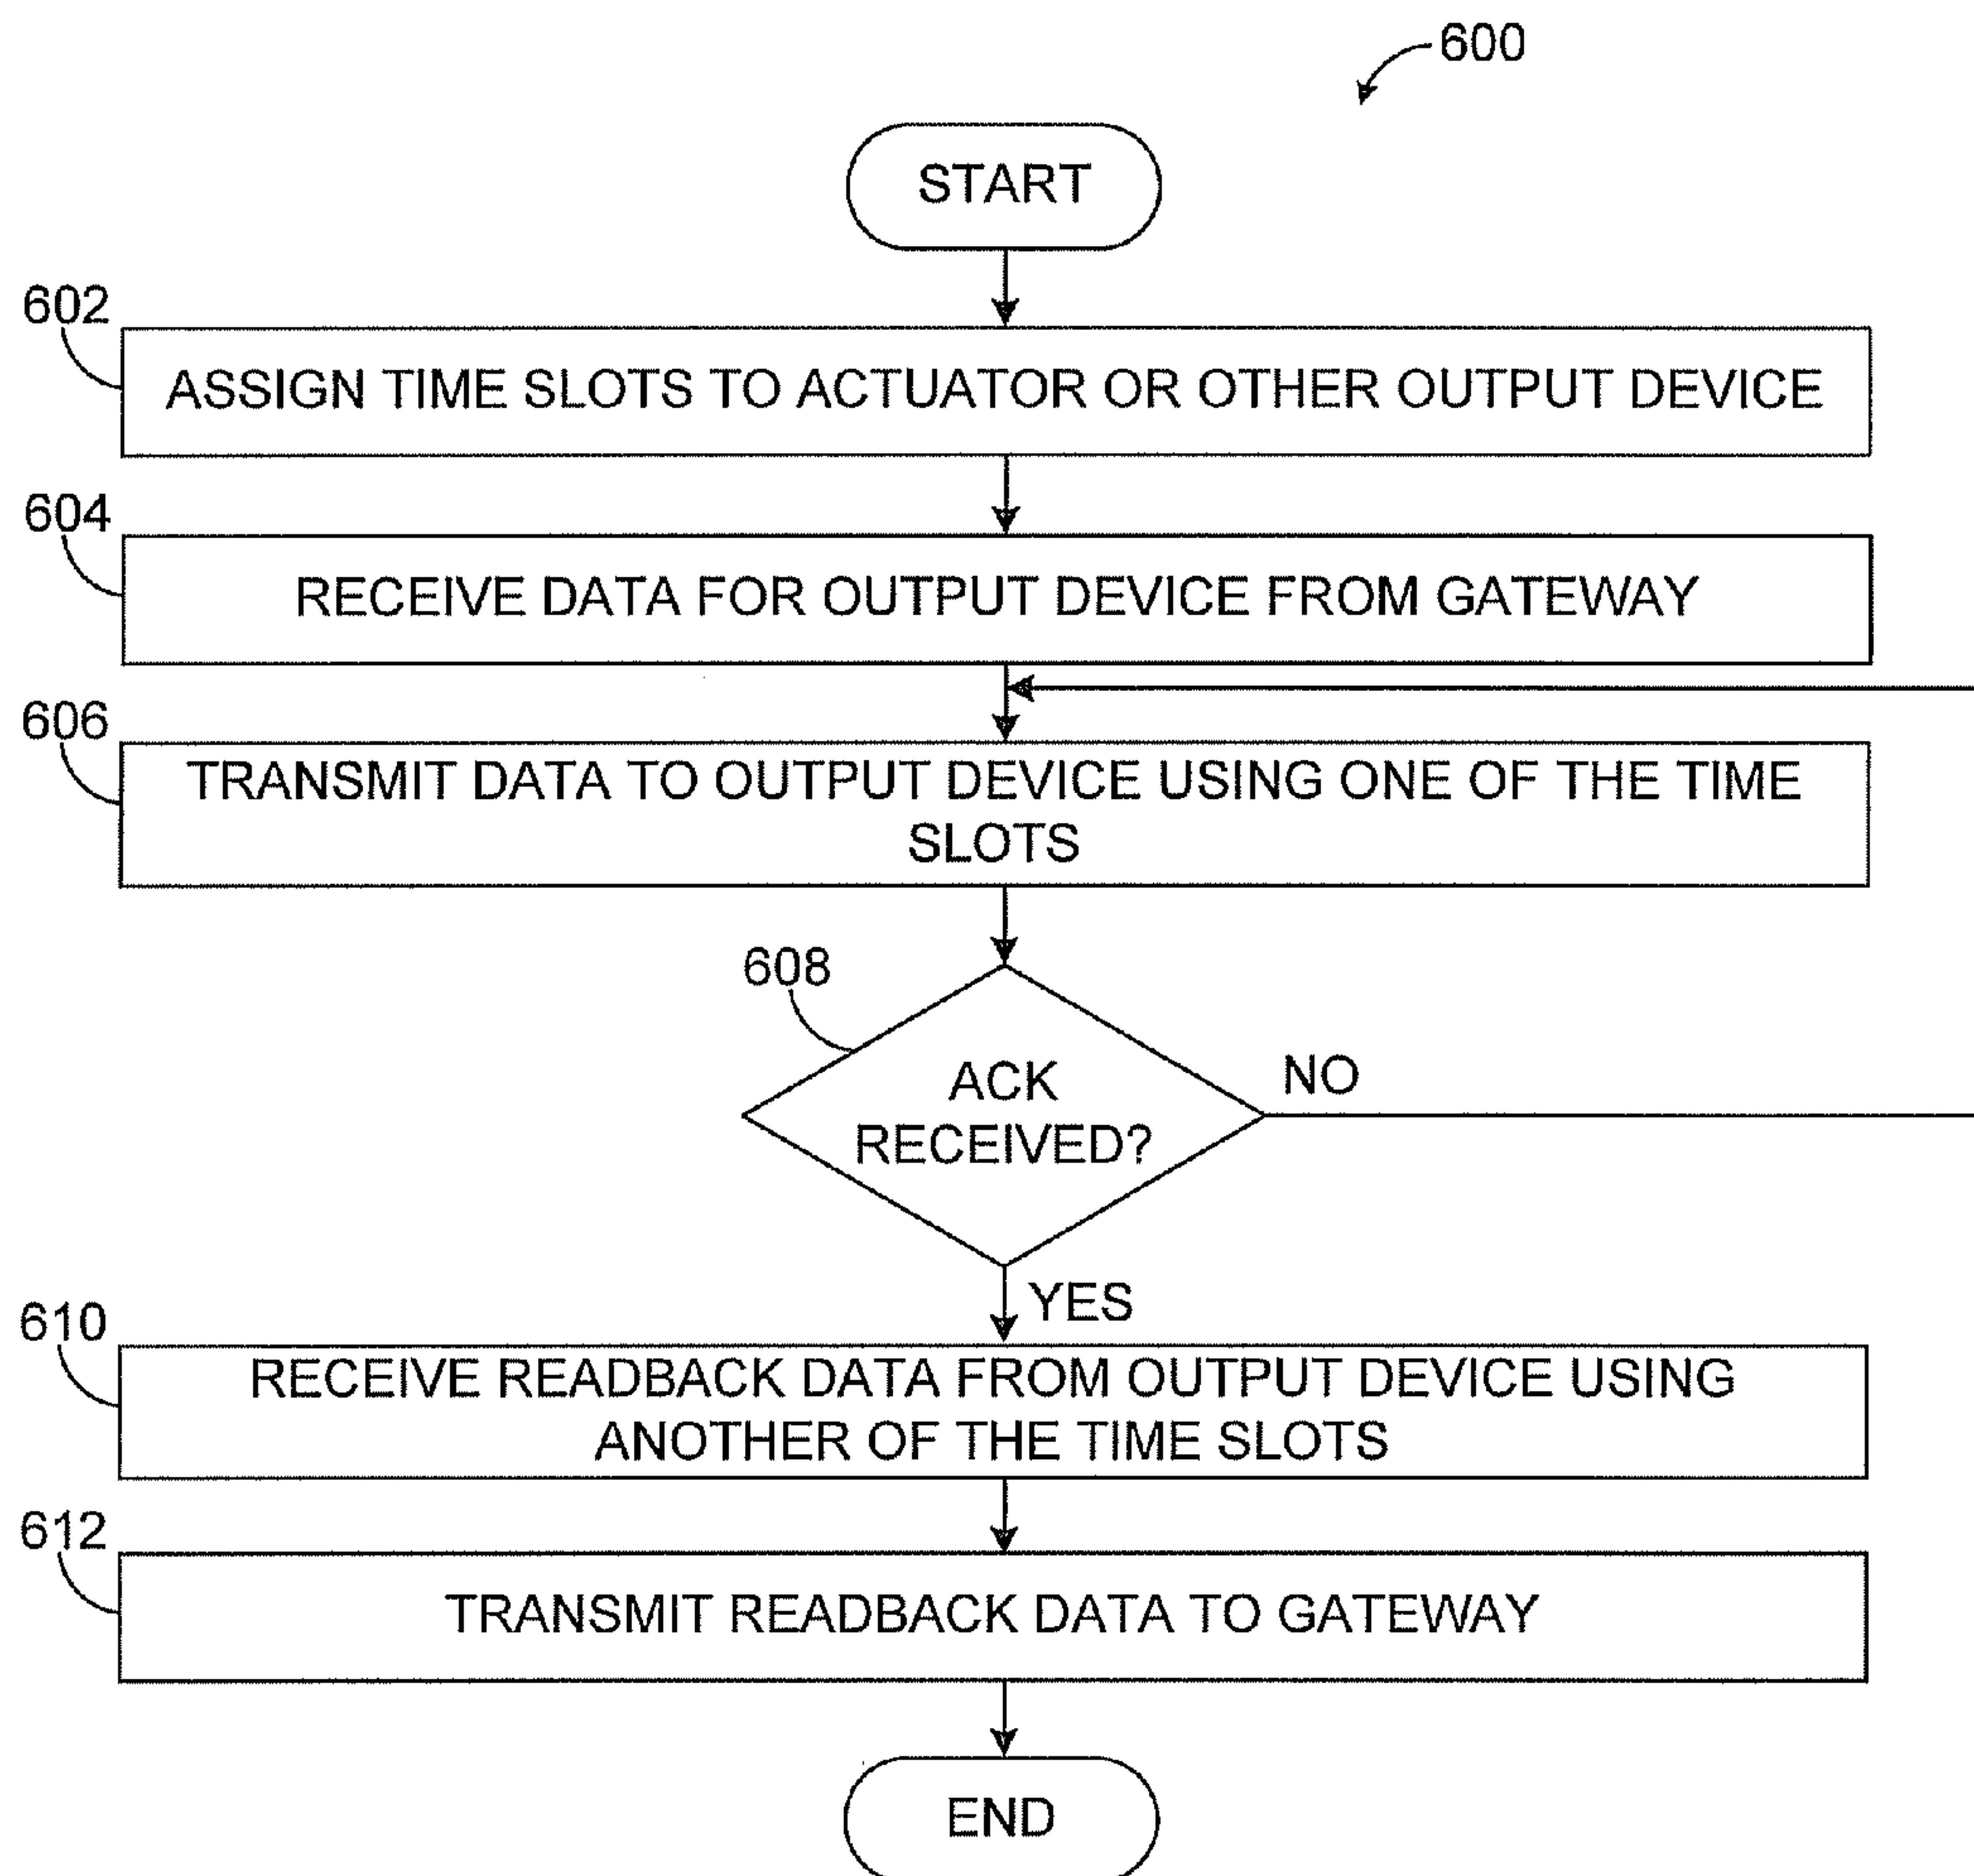 600
START
602
ASSIGN TIME SLOTS TO ACTUATOR OR OTHER OUTPUT DEVICE
604
RECEIVE DATA FOR OUTPUT DEVICE FROM GATEWAY
606
TRANSMIT DATA TO OUTPUT DEVICE USING ONE OF THE TIME
SLOTS
608
ACK
RECEIVED?
NO
YES
610
RECEIVE READBACK DATA FROM OUTPUT DEVICE USING
ANOTHER OF THE TIME SLOTS
612
TRANSMIT READBACK DATA TO GATEWAY
END